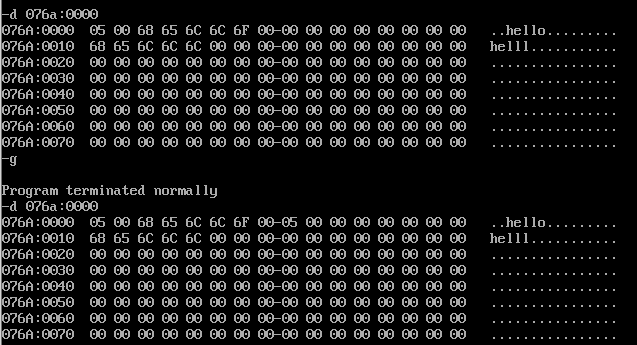 -d 076a:0000
076A:0000  05 00 68 65 6C 6C 6F 00-00 00 00 00 00 00 00 00   ..hello.........
076A:0010  68 65 6C 6C 6C 00 00 00-00 00 00 00 00 00 00 00   helll...........
076A:0020  00 00 00 00 00 00 00 00-00 00 00 00 00 00 00 00   ................
076A:0030  00 00 00 00 00 00 00 00-00 00 00 00 00 00 00 00   ................
076A:0040  00 00 00 00 00 00 00 00-00 00 00 00 00 00 00 00   ................
076A:0050  00 00 00 00 00 00 00 00-00 00 00 00 00 00 00 00   ................
076A:0060  00 00 00 00 00 00 00 00-00 00 00 00 00 00 00 00   ................
076A:0070  00 00 00 00 00 00 00 00-00 00 00 00 00 00 00 00   ................
-g
Program terminated normally
-d 076a:0000
076A:0000  05 00 68 65 6C 6C 6F 00-05 00 00 00 00 00 00 00   ..hello.........
076A:0010  68 65 6C 6C 6C 00 00 00-00 00 00 00 00 00 00 00   helll...........
076A:0020  00 00 00 00 00 00 00 00-00 00 00 00 00 00 00 00   ................
076A:0030  00 00 00 00 00 00 00 00-00 00 00 00 00 00 00 00   ................
076A:0040  00 00 00 00 00 00 00 00-00 00 00 00 00 00 00 00   ................
076A:0050  00 00 00 00 00 00 00 00-00 00 00 00 00 00 00 00   ................
076A:0060  00 00 00 00 00 00 00 00-00 00 00 00 00 00 00 00   ................
076A:0070  00 00 00 00 00 00 00 00-00 00 00 00 00 00 00 00   ................